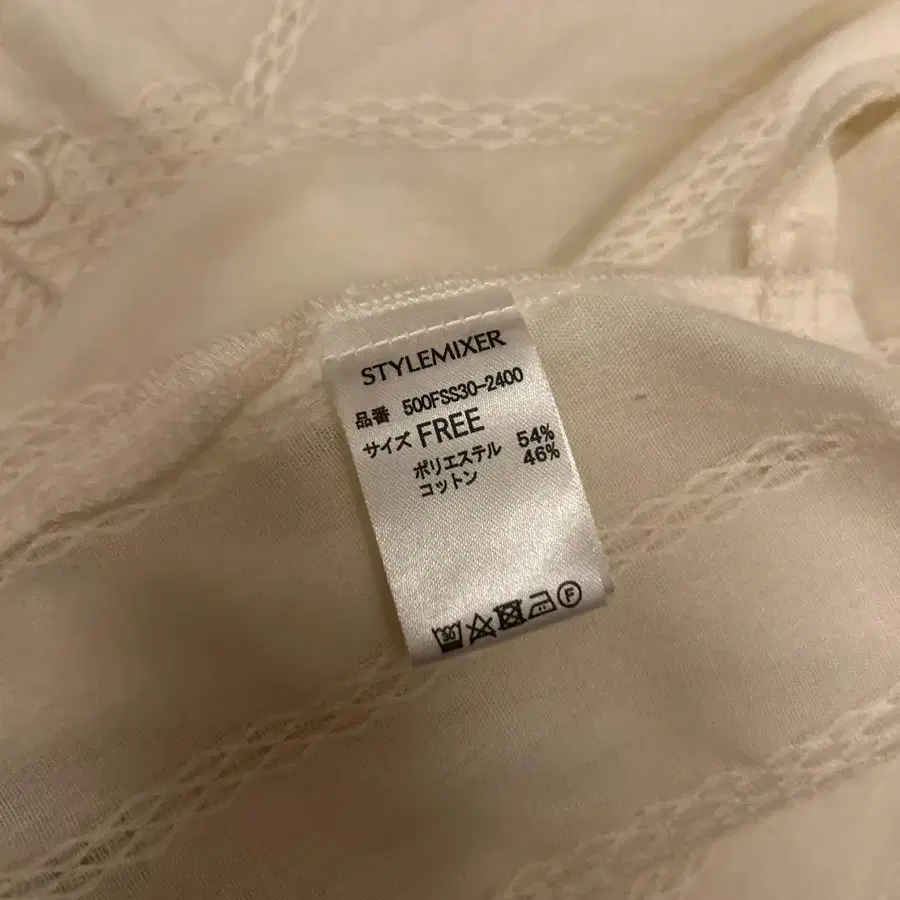 STYLEMIXER
品番 500FSS30-2400
サイズ FREE
ポリエステル 54%
コットン 46%
30 F